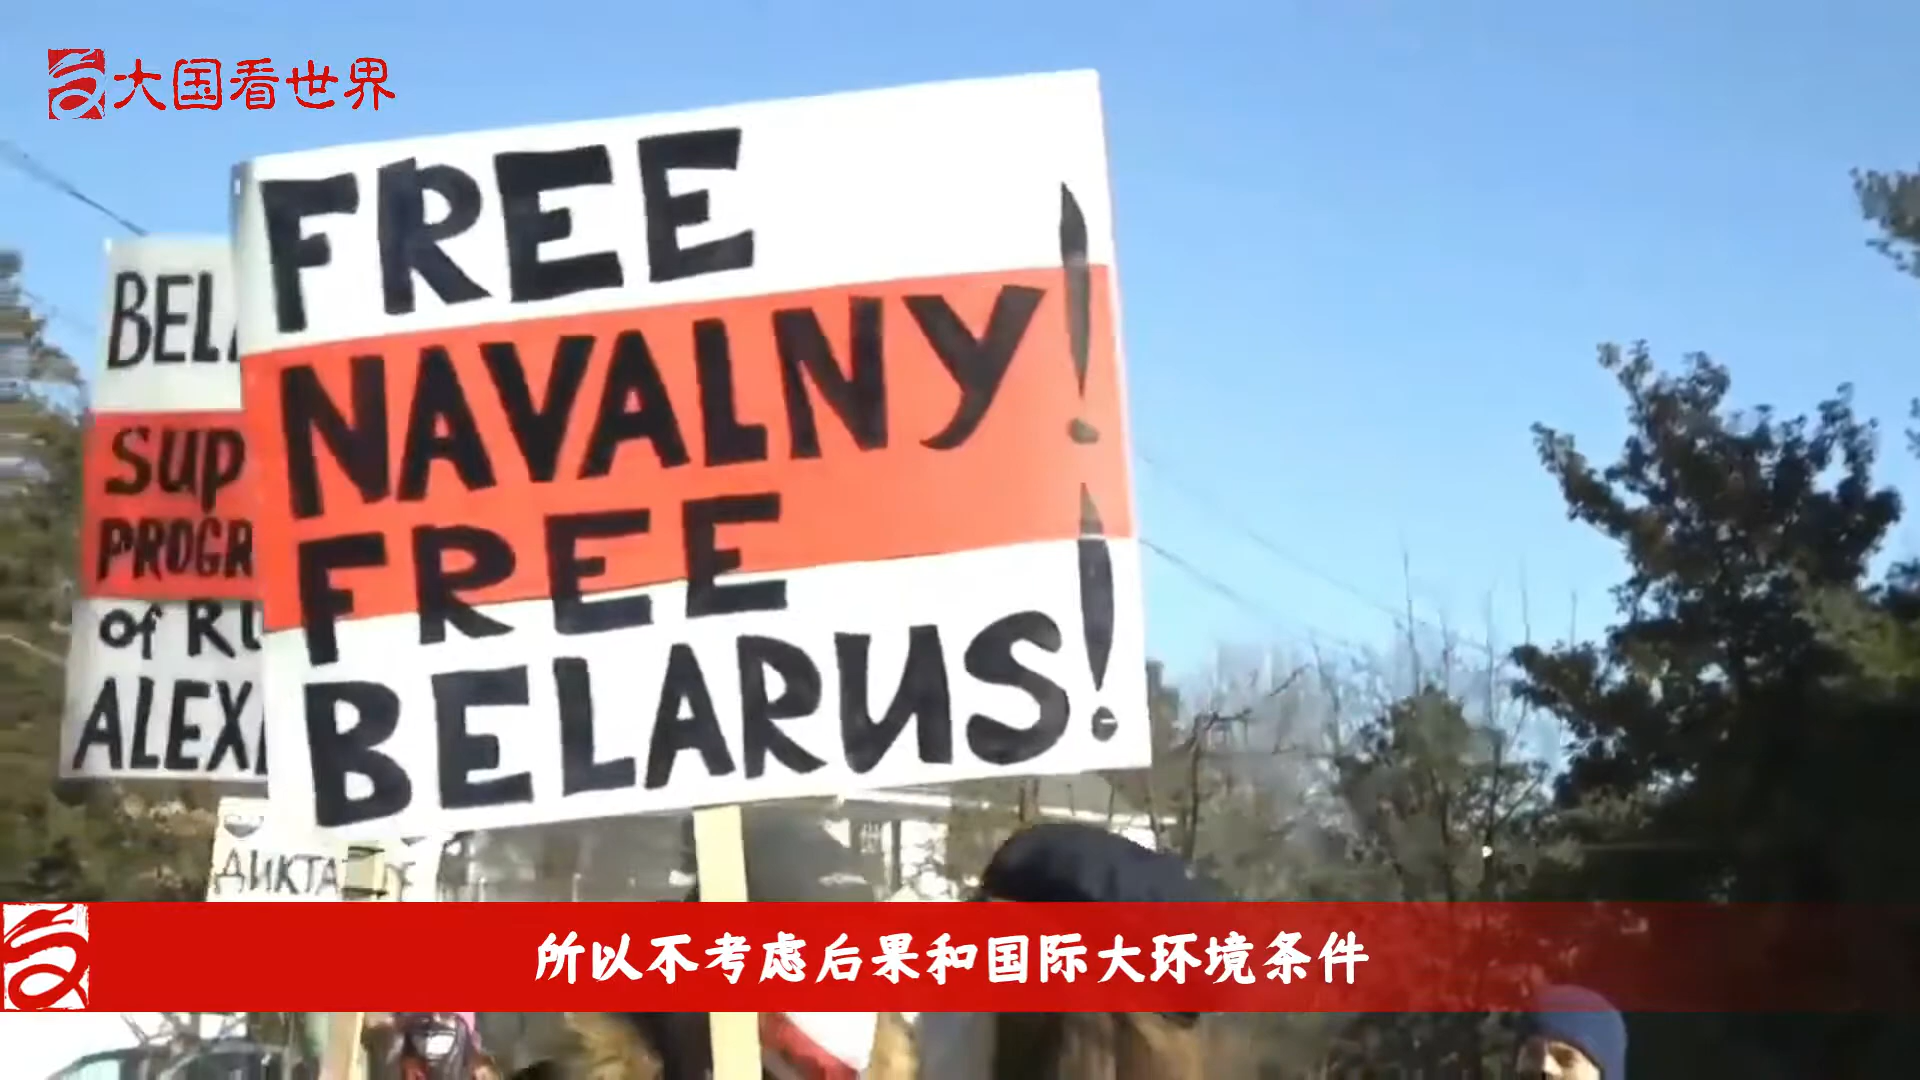 大国看世界
FREE
NAVALNY!
FREE
BELARUS!
BEL
SUP
PROGR
of RU
ALEX
ДИКТА
所以不考虑后果和国际大环境条件